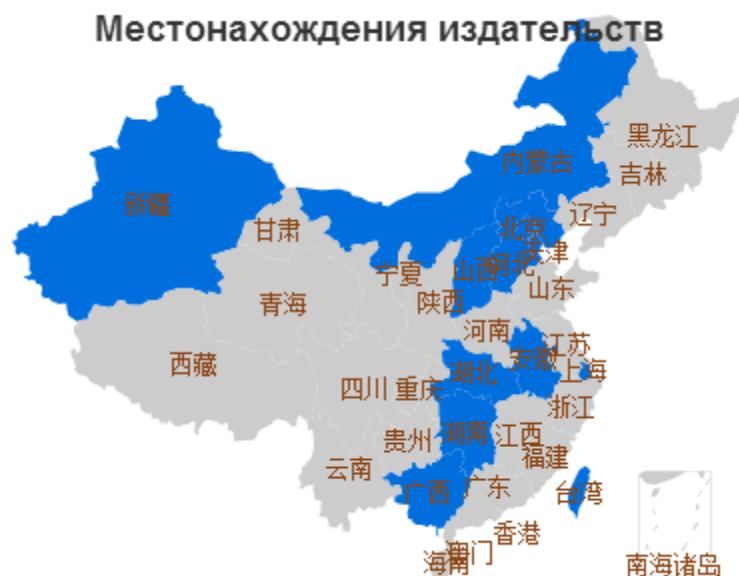 Местонахождения издательств
黑龙江
内蒙古
吉林
新疆
辽宁
北京
甘肃
天津
宁夏
山西
河北
山东
青海
陕西
河南
江苏
西藏
安徽
上海
湖北
四川
重庆
浙江
湖南
江西
贵州
福建
云南
广西
广东
台湾
香港
澳门
海南
南海诸岛